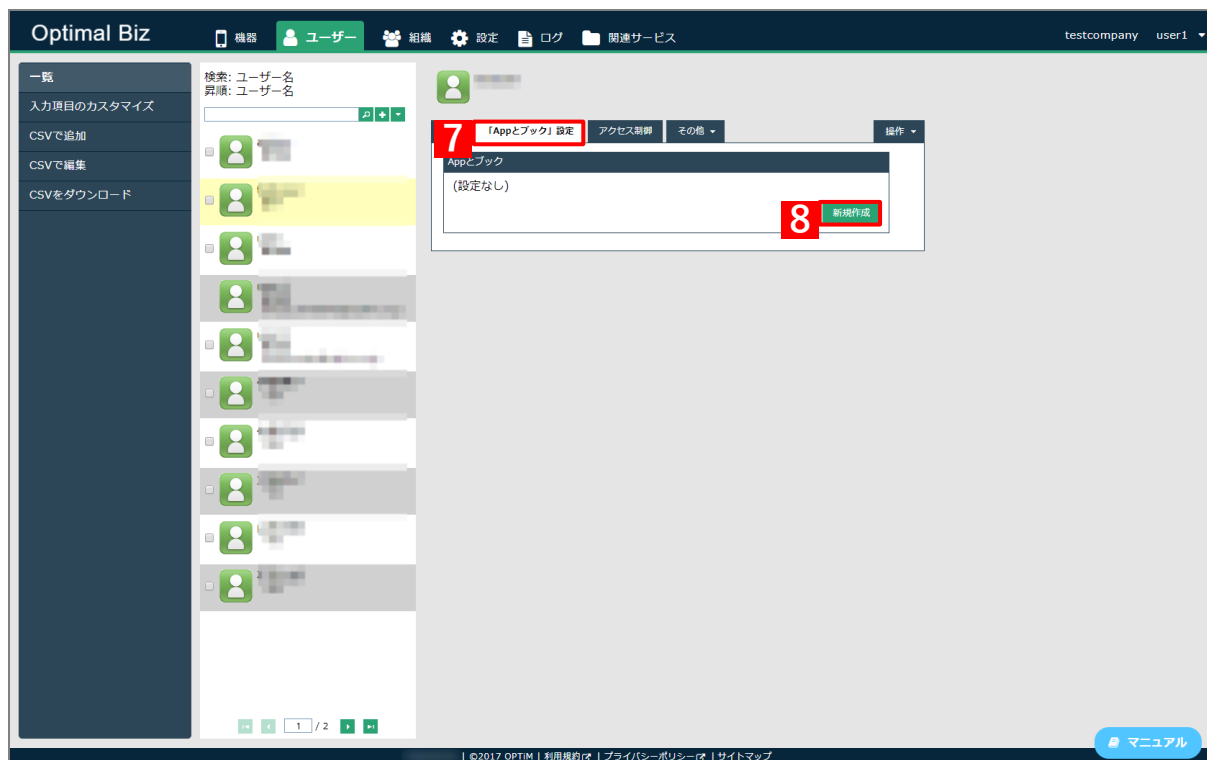 Optimal Biz
機器
ユーザー
組織
設定
ログ
関連サービス
testcompany user1
一覧
入力項目のカスタマイズ
CSVで追加
CSVで編集
CSVをダウンロード
検索: ユーザー名
昇順: ユーザー名
7
「Appとブック」設定
アクセス制御
その他
操作
Appとブック
(設定なし)
8
新規作成
1 / 2
マニュアル
| ©2017 OPTiM | 利用規約 | プライバシーポリシー | サイトマップ